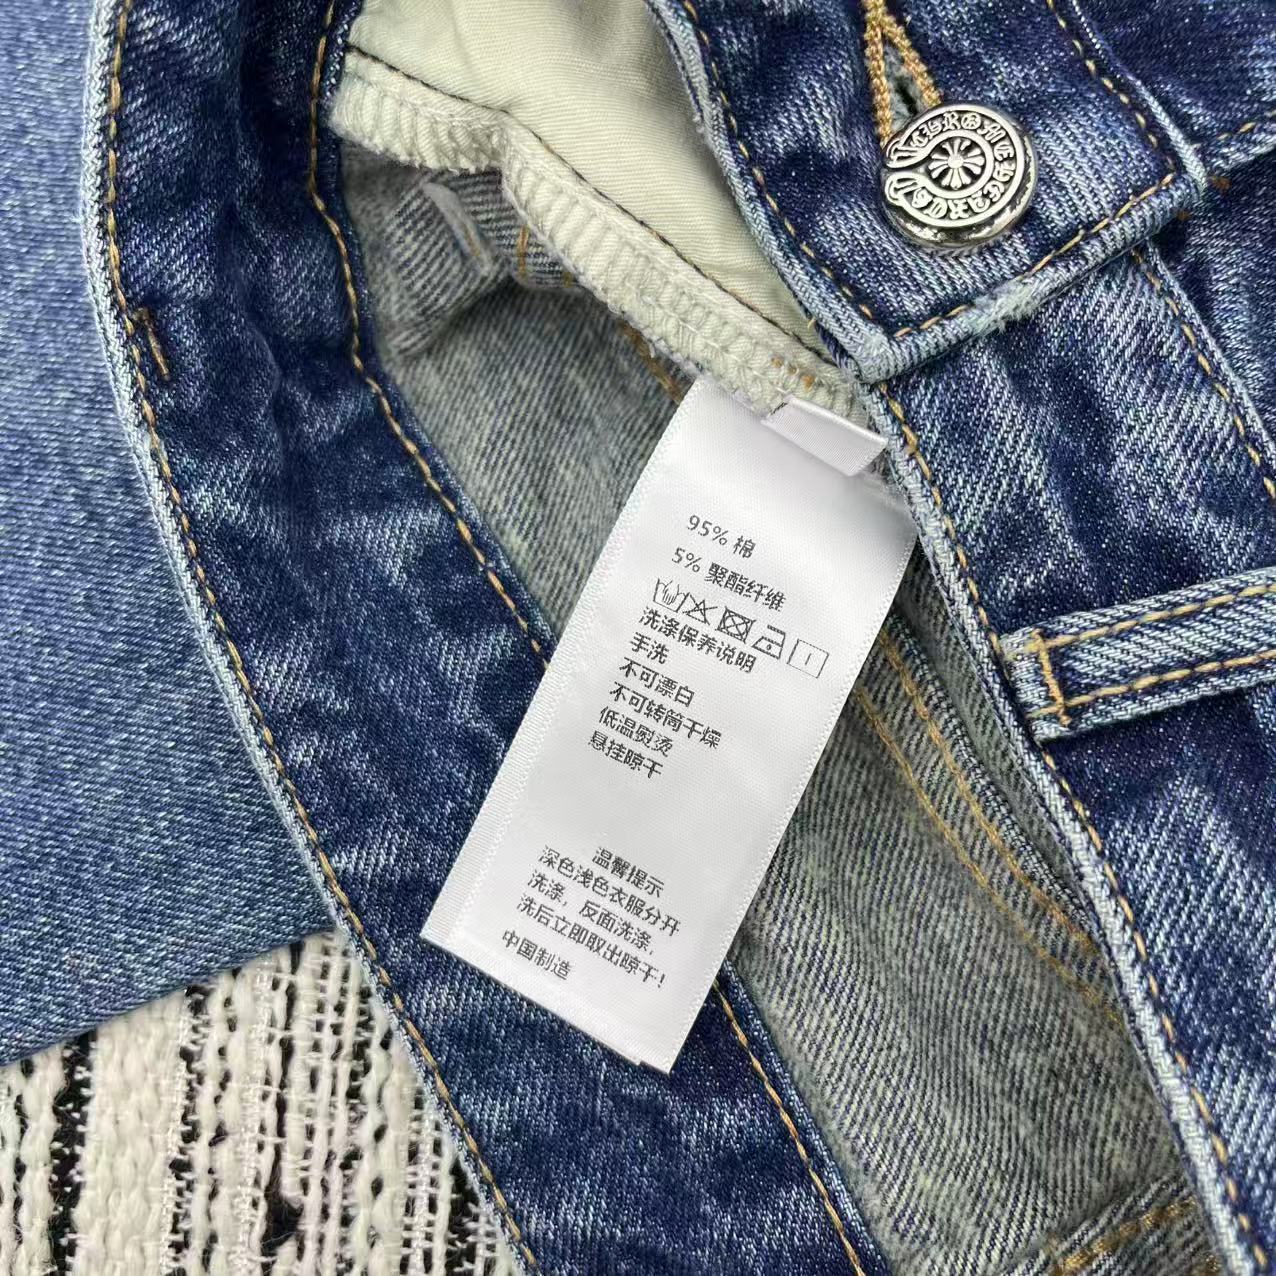 CHROME
HEARTS
95% 棉
5% 聚酯纤维
洗涤保养说明
手洗
不可漂白
不可转筒干燥
低温熨烫
悬挂晾干
温馨提示
深色浅色衣服分开
洗涤，反面洗涤，
洗后立即取出晾干！
中国制造